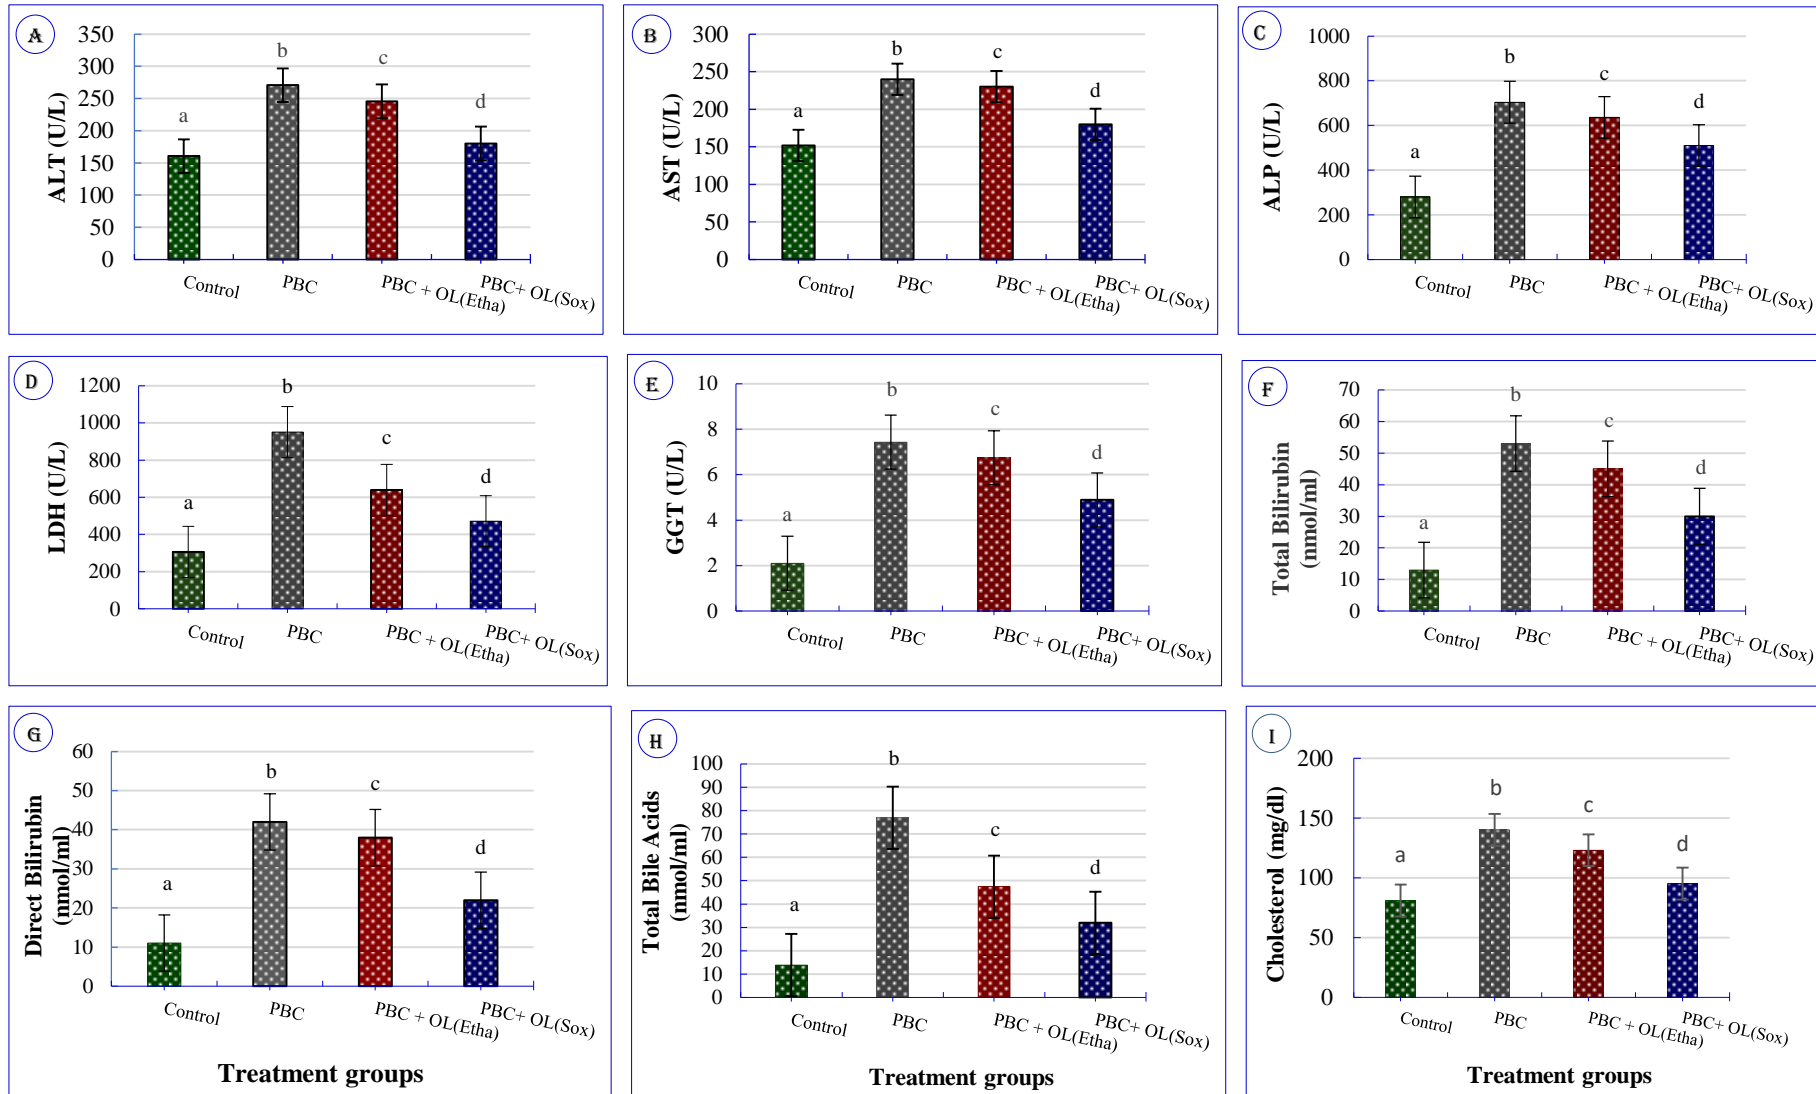 A
350
300
250
200
150
100
50
0
ALT (U/L)
a
b
c
d
Control
PBC
PBC + OL(Etha)
PBC+ OL(Sox)
B
300
250
200
150
100
50
0
AST (U/L)
a
b
c
d
Control
PBC
PBC + OL(Etha)
PBC+ OL(Sox)
C
1000
800
600
400
200
0
ALP (U/L)
a
b
c
d
Control
PBC
PBC + OL(Etha)
PBC+ OL(Sox)
D
1200
1000
800
600
400
200
0
LDH (U/L)
a
b
c
d
Control
PBC
PBC + OL(Etha)
PBC+ OL(Sox)
E
10
8
6
4
2
0
GGT (U/L)
a
b
c
d
Control
PBC
PBC + OL(Etha)
PBC+ OL(Sox)
F
70
60
50
40
30
20
10
0
Total Bilirubin
(nmol/ml)
a
b
c
d
Control
PBC
PBC + OL(Etha)
PBC+ OL(Sox)
G
60
50
40
30
20
10
0
Direct Bilirubin
(nmol/ml)
a
b
c
d
Control
PBC
PBC + OL(Etha)
PBC+ OL(Sox)
Treatment groups
H
100
90
80
70
60
50
40
30
20
10
0
Total Bile Acids
(nmol/ml)
a
b
c
d
Control
PBC
PBC + OL(Etha)
PBC+ OL(Sox)
Treatment groups
I
200
150
100
50
0
Cholesterol (mg/dl)
a
b
c
d
Control
PBC
PBC + OL(Etha)
PBC+ OL(Sox)
Treatment groups